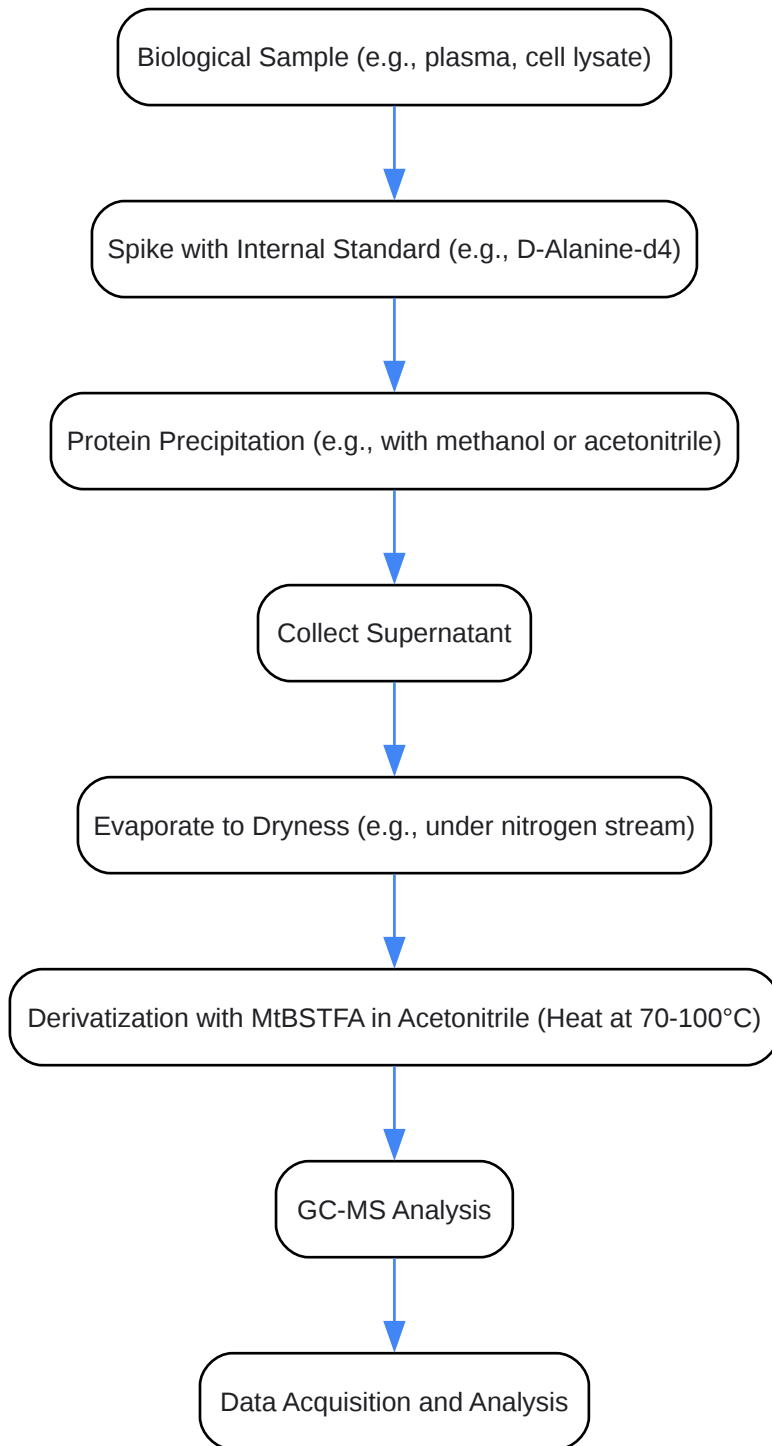 Biological Sample (e.g., plasma, cell lysate)
Spike with Internal Standard (e.g., D-Alanine-d4)
Protein Precipitation (e.g., with methanol or acetonitrile)
Collect Supernatant
Evaporate to Dryness (e.g., under nitrogen stream)
Derivatization with MtBSTFA in Acetonitrile (Heat at 70-100°C)
GC-MS Analysis
Data Acquisition and Analysis